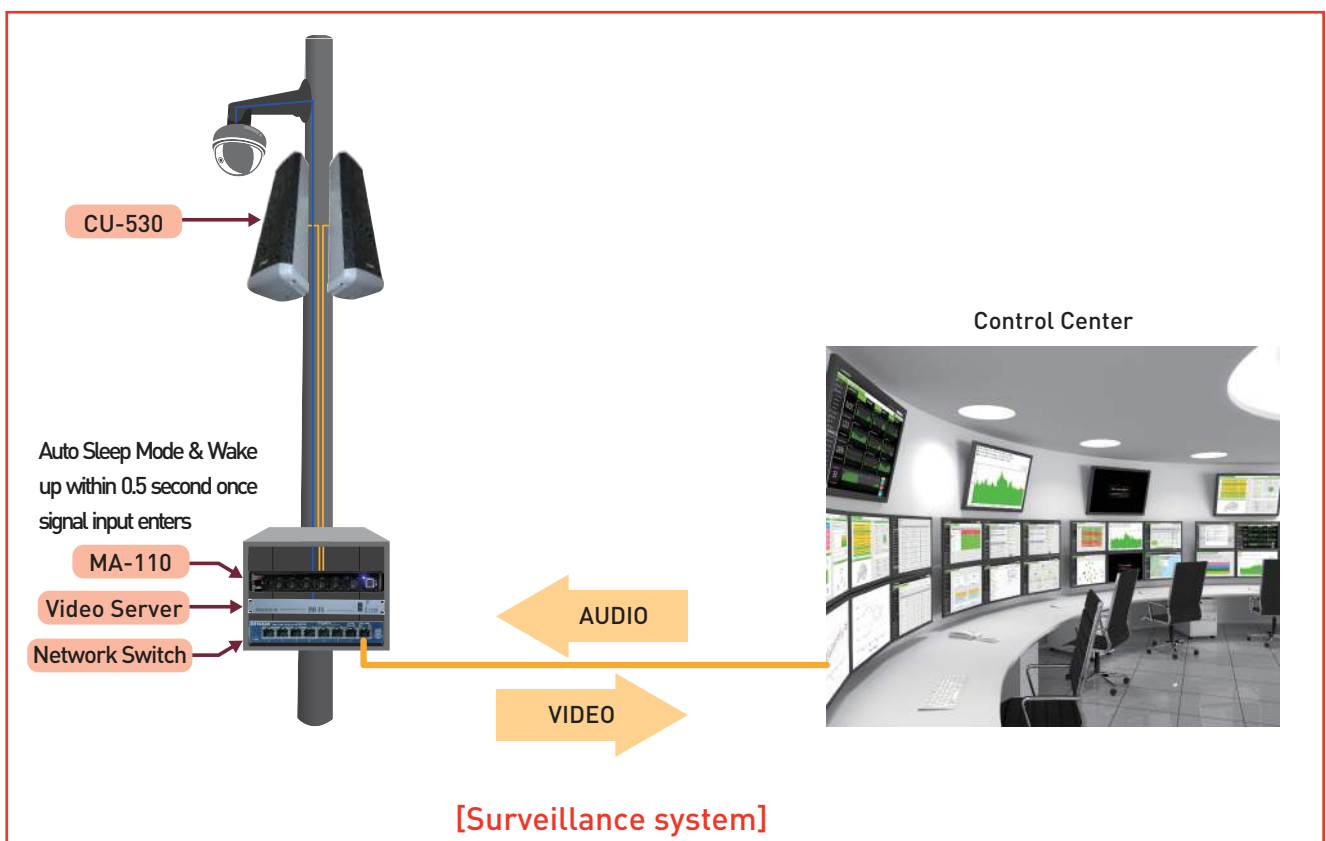 CU-530
Control Center
Auto Sleep Mode & Wake
up within 0.5 second once
signal input enters
MA-110
Video Server
Network Switch
AUDIO
VIDEO
[Surveillance system]